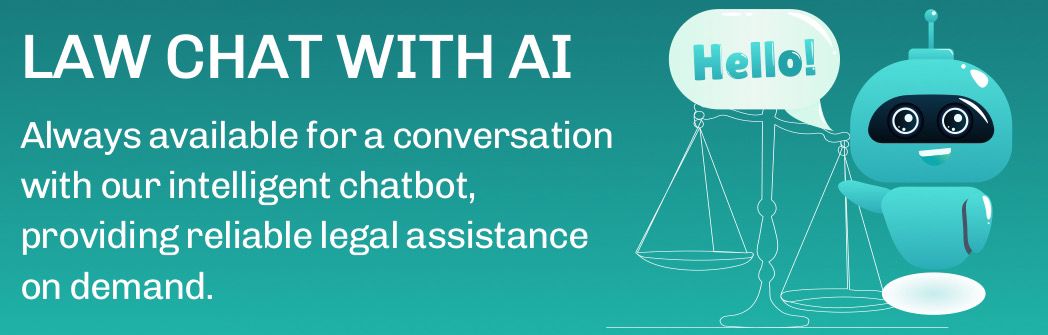 LAW CHAT WITH AI
Always available for a conversation
with our intelligent chatbot,
providing reliable legal assistance
on demand.
Hello!